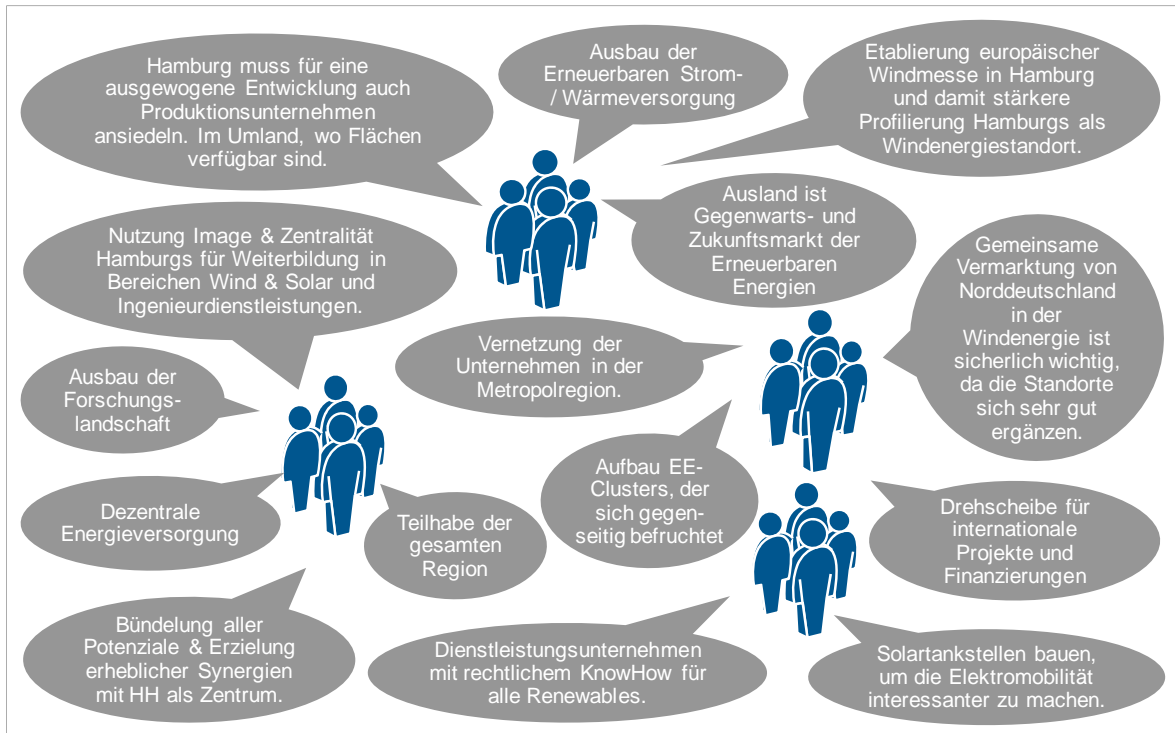 Hamburg muss für eine
ausgewogene Entwicklung auch
Produktionsunternehmen
ansiedeln. Im Umland, wo Flächen
verfügbar sind.
Ausbau der
Erneuerbaren Strom-
/ Wärmeversorgung
Etablierung europäischer
Windmesse in Hamburg
und damit stärkere
Profilierung Hamburgs als
Windenergiestandort.
Nutzung Image & Zentralität
Hamburgs für Weiterbildung in
Bereichen Wind & Solar und
Ingenieurdienstleistungen.
Ausland ist
Gegenwarts- und
Zukunftsmarkt der
Erneuerbaren
Energien
Gemeinsame
Vermarktung von
Norddeutschland
in der
Windenergie ist
sicherlich wichtig,
da die Standorte
sich sehr gut
ergänzen.
Vernetzung der
Unternehmen in der
Metropolregion.
Ausbau der
Forschungs-
landschaft
Aufbau EE-
Clusters, der
sich gegen-
seitig befruchtet
Dezentrale
Energieversorgung
Teilhabe der
gesamten
Region
Drehscheibe für
internationale
Projekte und
Finanzierungen
Bündelung aller
Potenziale & Erzielung
erheblicher Synergien
mit HH als Zentrum.
Dienstleistungsunternehmen
mit rechtlichem KnowHow für
alle Renewables.
Solartankstellen bauen,
um die Elektromobilität
interessanter zu machen.